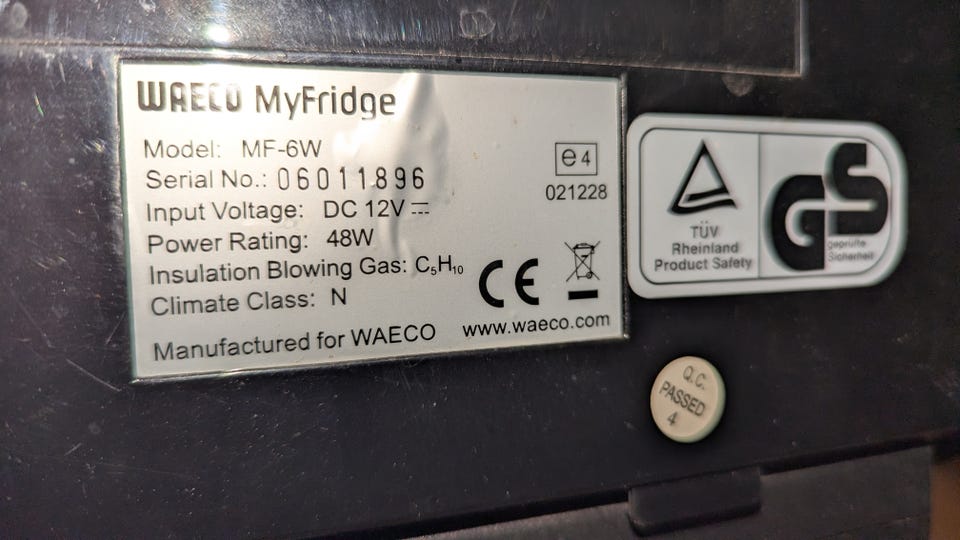 WAECO MyFridge
Model: MF-6W
Serial No.: 06011896
Input Voltage: DC 12V ⎓
Power Rating: 48W
Insulation Blowing Gas: C₅H₁₀
Climate Class: N
Manufactured for WAECO www.waeco.com
e4
021228
CE
TÜV
Rheinland
Product Safety
GS
geprüfte
Sicherheit
Q.C.
PASSED
4